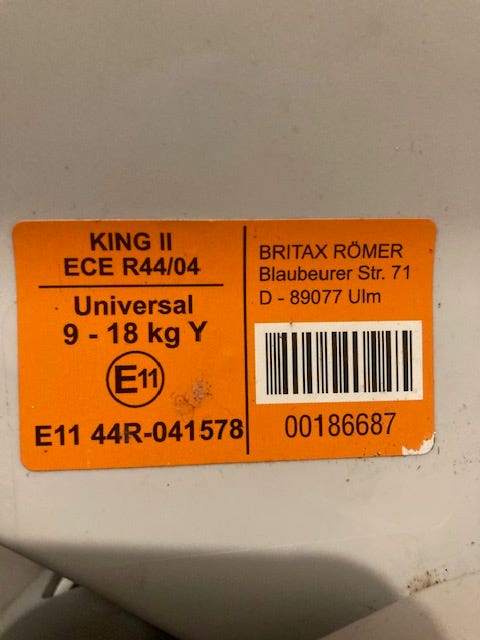 KING II
ECE R44/04
Universal
9 - 18 kg Y
E11
E11 44R-041578
BRITAX RÖMER
Blaubeurer Str. 71
D - 89077 Ulm
00186687